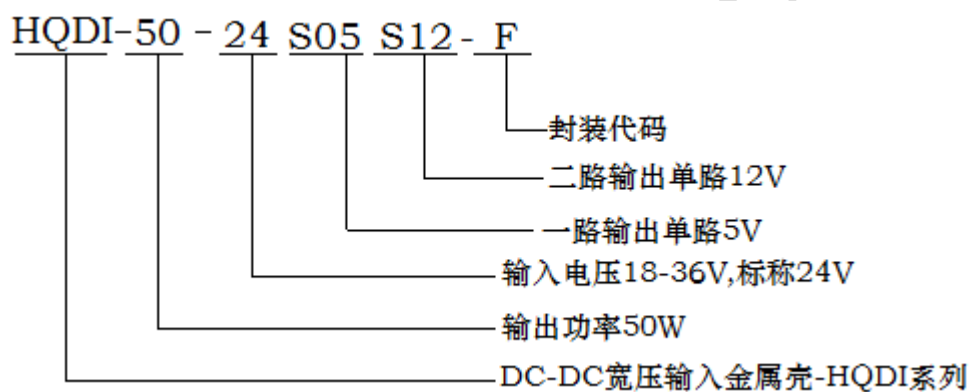 HQDI-50-24 S05 S12-F
封装代码
二路输出单路12V
一路输出单路5V
输入电压18-36V,标称24V
输出功率50W
DC-DC宽压输入金属壳-HQDI系列